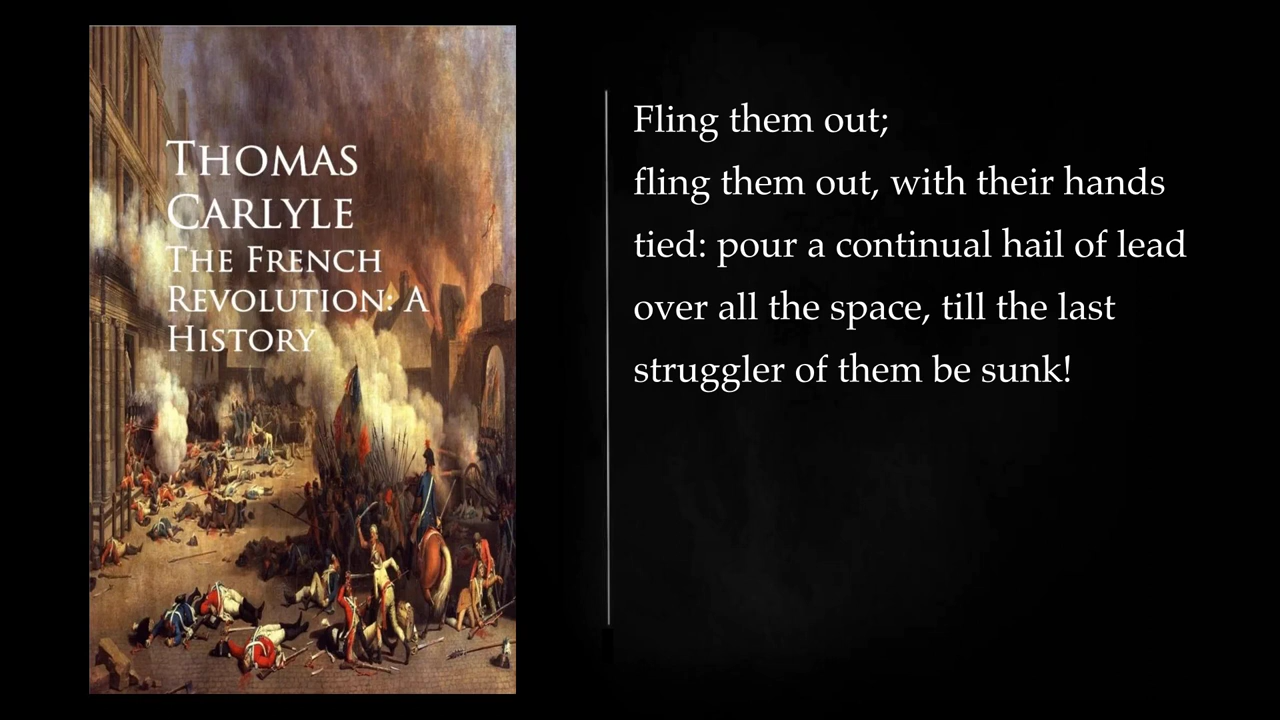 Thomas
Carlyle
The French
Revolution: A
History
Fling them out;
fling them out, with their hands
tied: pour a continual hail of lead
over all the space, till the last
struggler of them be sunk!